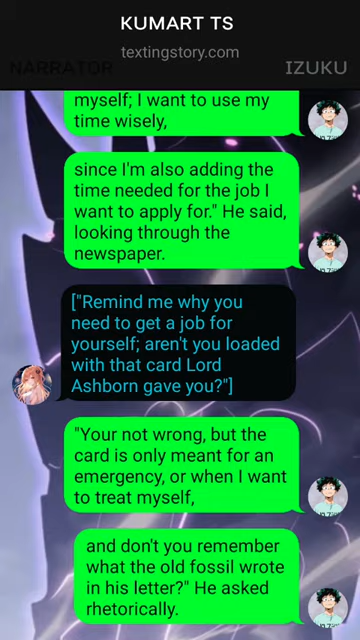 KUMART TS
textingstory.com
NARRATOR
IZUKU
myself; I want to use my
time wisely,
since I'm also adding the
time needed for the job I
want to apply for." He said,
looking through the
newspaper.
["Remind me why you
need to get a job for
yourself; aren't you loaded
with that card Lord
Ashborn gave you?"]
"Your not wrong, but the
card is only meant for an
emergency, or when I want
to treat myself,
and don't you remember
what the old fossil wrote
in his letter?" He asked
rhetorically.